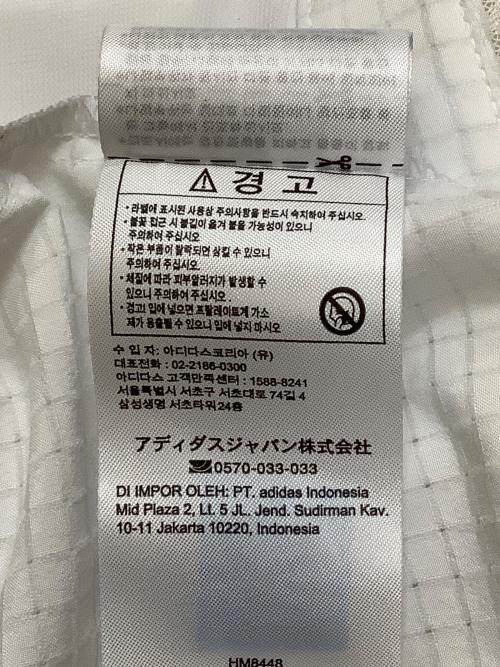 ⚠ 경 고
• 라벨에 표시된 사용상 주의사항을 반드시 숙지하여 주십시오.
• 불꽃 접근 시 불길이 옮겨 붙을 가능성이 있으니
주의하여 주십시오
• 작은 부품이 탈락되면 삼킬 수 있으니
주의하여 주십시오.
• 체질에 따라 피부알러지가 발생할 수
있으니 주의하여 주십시오 .
• 경고! 입에 넣으면 프탈레이트계 가소
제가 용출될 수 있으니 입에 넣지 마시오
수 입 자: 아디다스코리아 (유)
대표전화 : 02-2186-0300
아디다스 고객만족센터 : 1588-8241
서울특별시 서초구 서초대로 74길 4
삼성생명 서초타워 24층
アディダスジャパン株式会社
0570-033-033
DI IMPOR OLEH: PT. adidas Indonesia
Mid Plaza 2, Lt. 5 JL. Jend. Sudirman Kav.
10-11 Jakarta 10220, Indonesia
HM8448